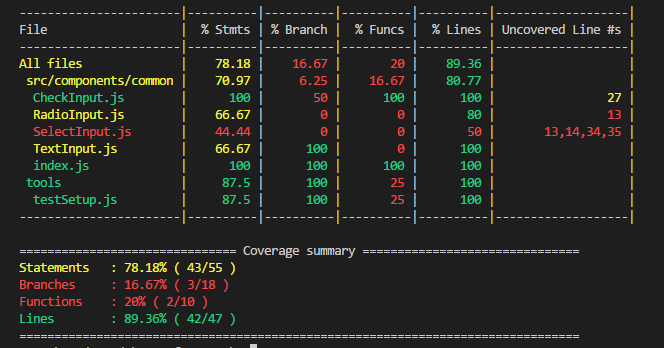 -----------------------|----------|----------|----------|----------|-------------------|
File                   |  % Stmts | % Branch |  % Funcs |  % Lines | Uncovered Line #s |
-----------------------|----------|----------|----------|----------|-------------------|
All files              |    78.18 |    16.67 |       20 |    89.36 |                   |
 src/components/common |    70.97 |     6.25 |    16.67 |    80.77 |                   |
  CheckInput.js        |      100 |       50 |      100 |      100 |                27 |
  RadioInput.js        |    66.67 |        0 |        0 |       80 |                13 |
  SelectInput.js       |    44.44 |        0 |        0 |       50 |       13,14,34,35 |
  TextInput.js         |    66.67 |      100 |        0 |      100 |                   |
  index.js             |      100 |      100 |      100 |      100 |                   |
 tools                 |     87.5 |      100 |       25 |      100 |                   |
  testSetup.js         |     87.5 |      100 |       25 |      100 |                   |
-----------------------|----------|----------|----------|----------|-------------------|
=============================== Coverage summary ===============================
Statements   : 78.18% ( 43/55 )
Branches     : 16.67% ( 3/18 )
Functions    : 20% ( 2/10 )
Lines        : 89.36% ( 42/47 )
================================================================================